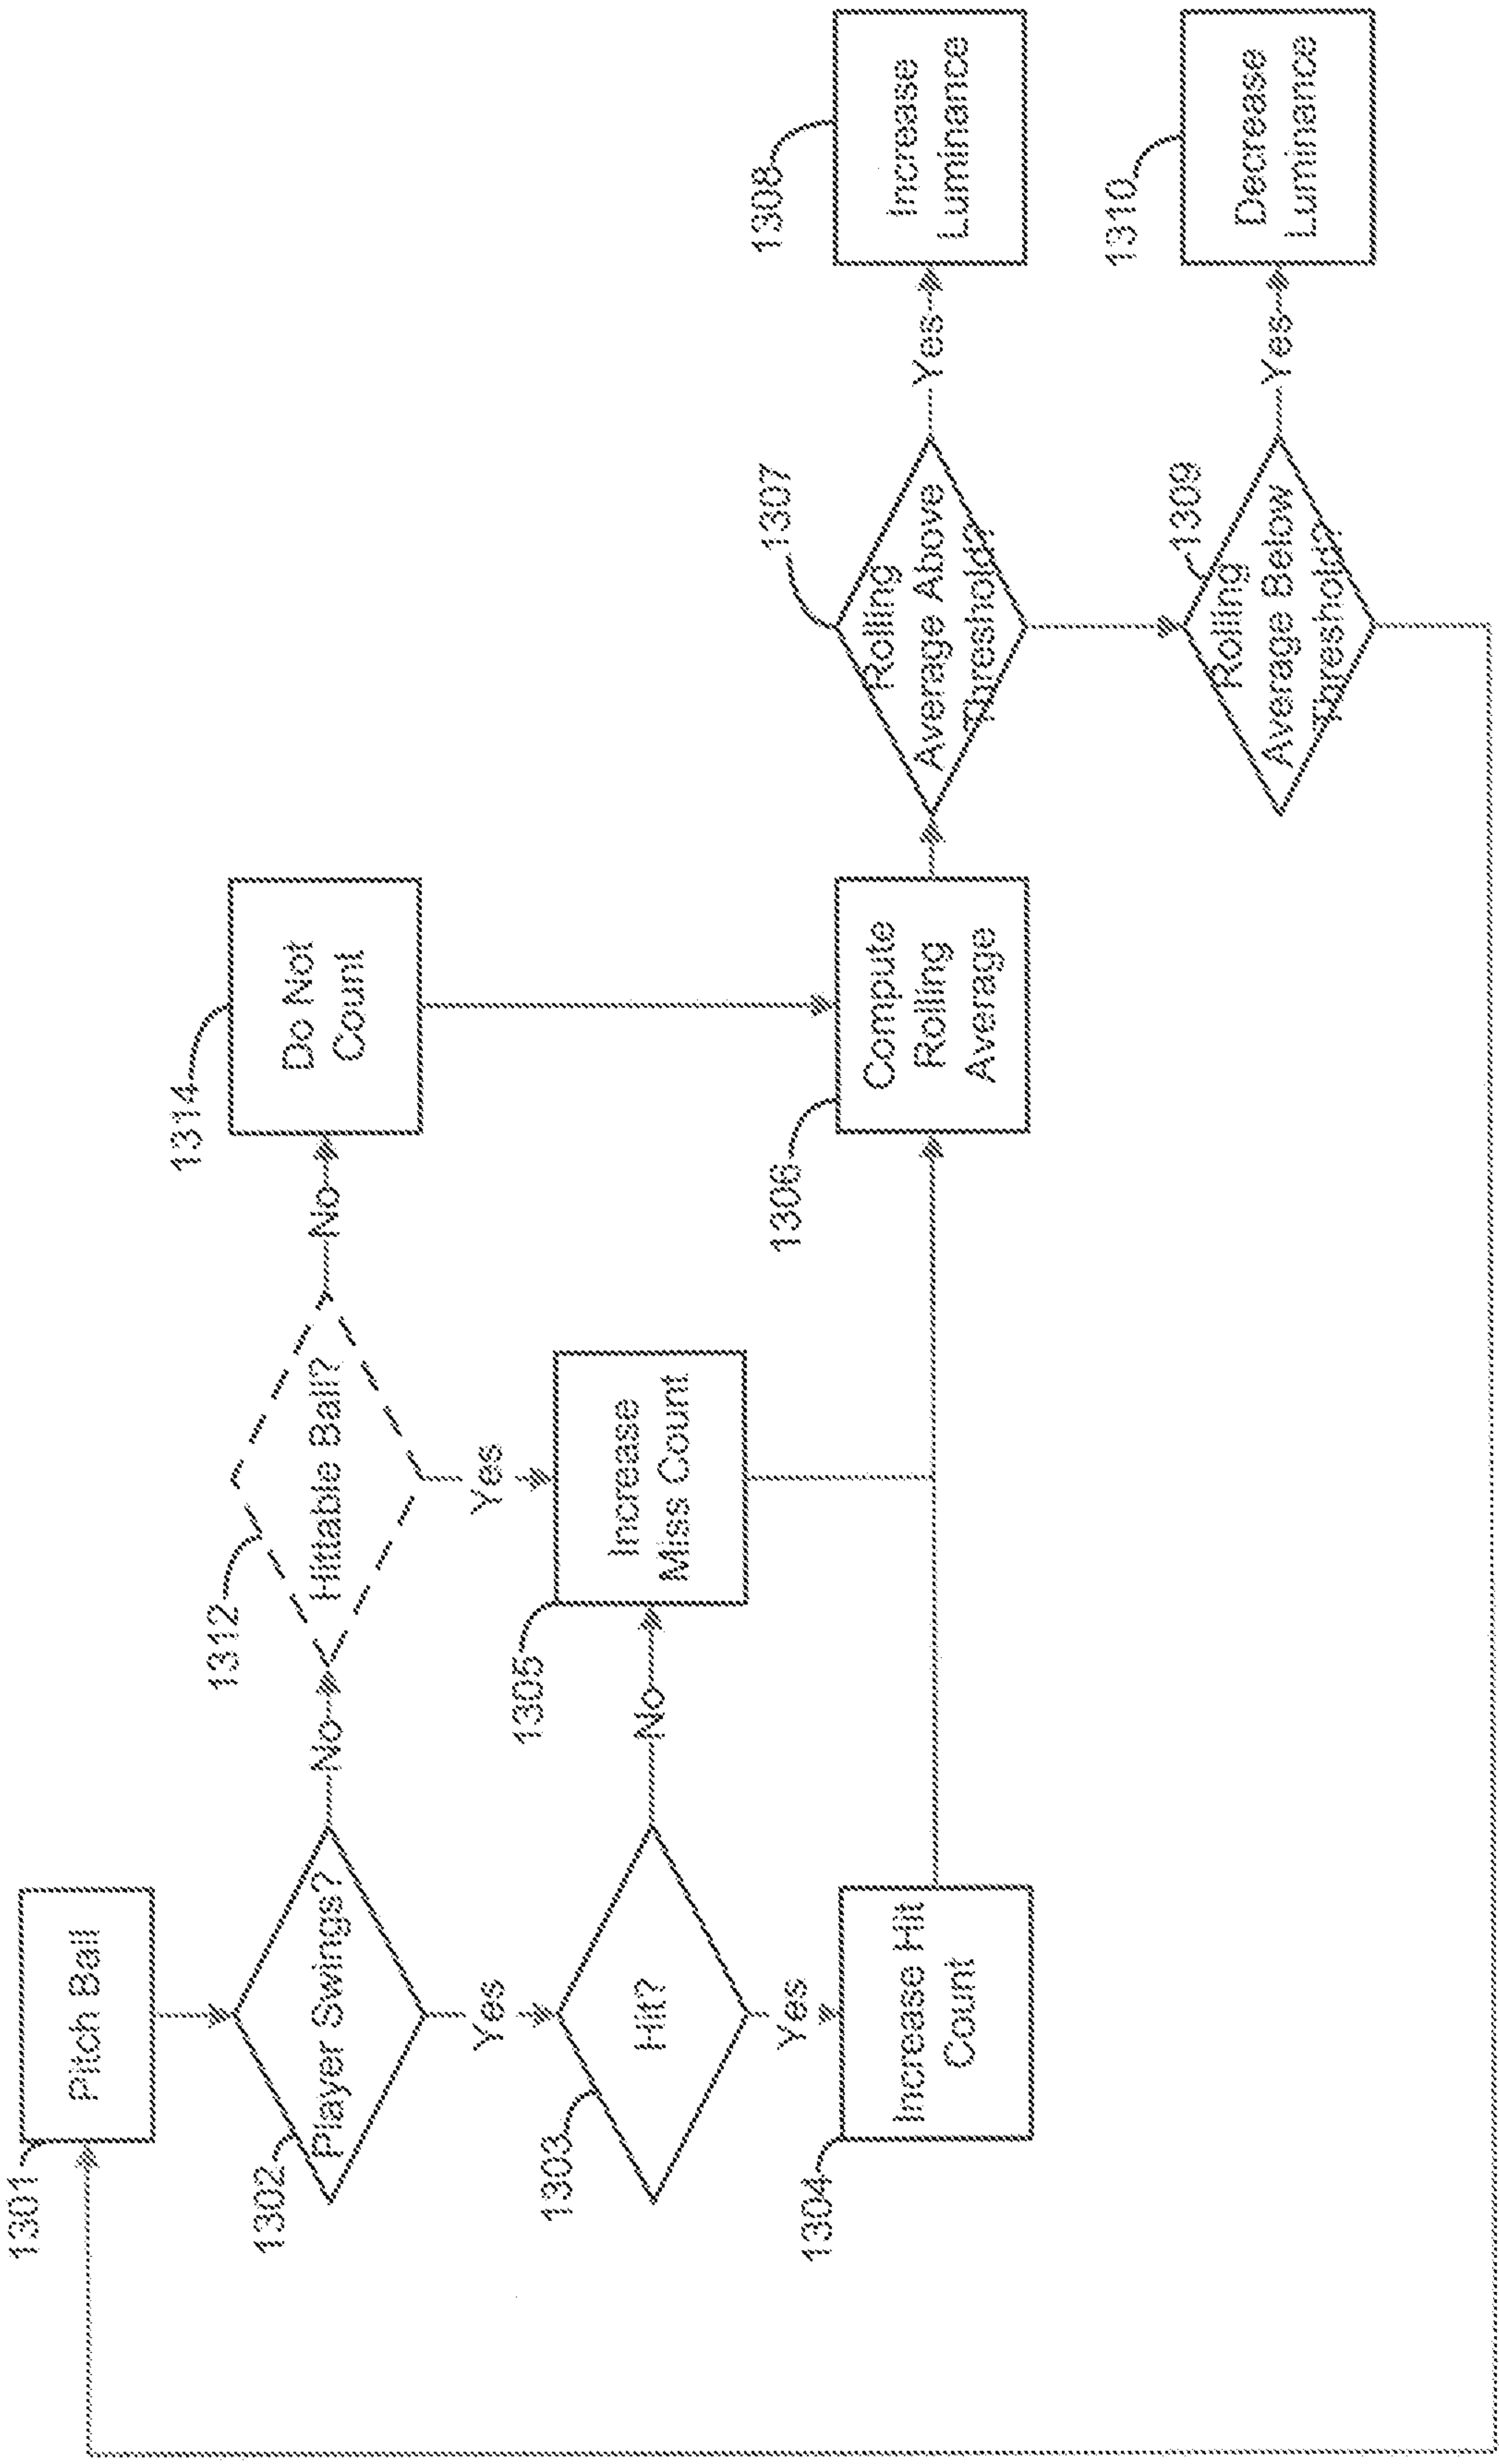 1301
Pitch Ball
1302
Player Swings?
No
1312
Hittable Ball?
No
1314
Do Not
Count
Yes
Yes
1303
Hit?
No
1305
Increase
Miss Count
Yes
1304
Increase Hit
Count
1306
Compute
Rolling
Average
1307
Rolling
Average Above
Threshold?
Yes
1308
Increase
Luminance
1309
Rolling
Average Below
Threshold?
Yes
1310
Decrease
Luminance